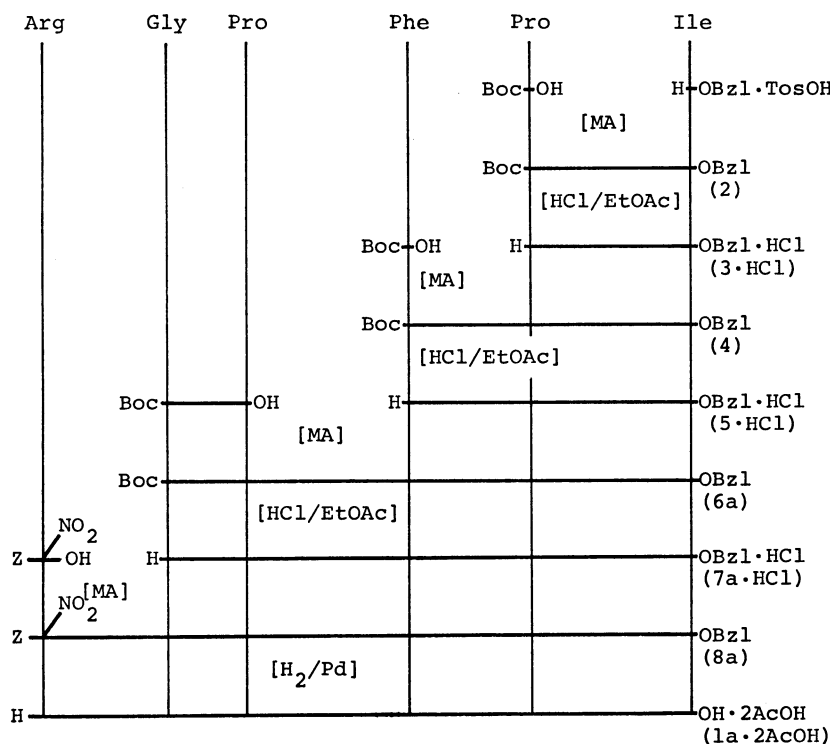 Arg Gly Pro Phe Pro Ile
Boc OH H OBzl·TosOH
[MA]
Boc OBzl
(2)
[HCl/EtOAc]
Boc OH H OBzl·HCl
(3·HCl)
[MA]
Boc OBzl
(4)
[HCl/EtOAc]
Boc OH H OBzl·HCl
(5·HCl)
[MA]
Boc OBzl
(6a)
[HCl/EtOAc]
NO2
Z OH H OBzl·HCl
(7a·HCl)
[MA]
NO2
Z OBzl
(8a)
[H2/Pd]
H OH·2AcOH
(1a·2AcOH)